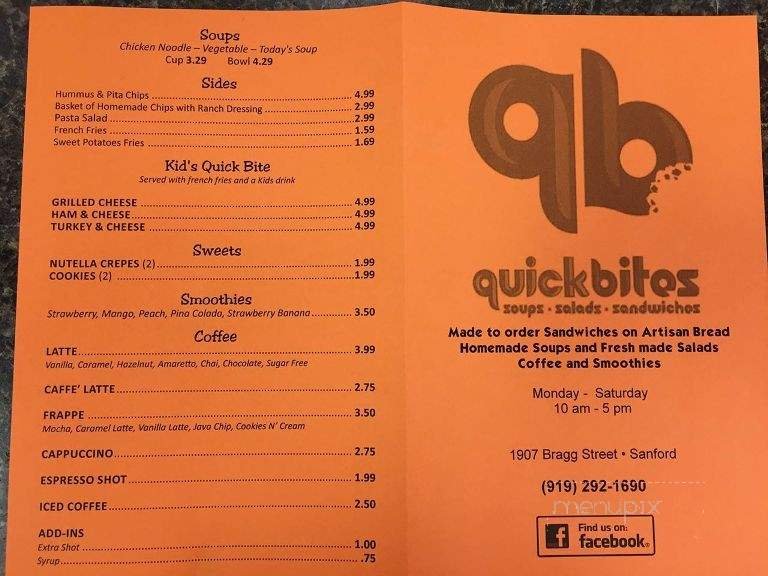 Soups
Chicken Noodle – Vegetable – Today's Soup
Cup 3.29 Bowl 4.29
Sides
Hummus & Pita Chips 4.99
Basket of Homemade Chips with Ranch Dressing 2.99
Pasta Salad 2.99
French Fries 1.59
Sweet Potatoes Fries 1.69
Kid's Quick Bite
Served with french fries and a Kids drink
GRILLED CHEESE 4.99
HAM & CHEESE 4.99
TURKEY & CHEESE 4.99
Sweets
NUTELLA CREPES (2) 1.99
COOKIES (2) 1.99
Smoothies
Strawberry, Mango, Peach, Pina Colada, Strawberry Banana 3.50
Coffee
LATTE 3.99
Vanilla, Caramel, Hazelnut, Amaretto, Chai, Chocolate, Sugar Free
CAFFE' LATTE 2.75
FRAPPE 3.50
Mocha, Caramel Latte, Vanilla Latte, Java Chip, Cookies N' Cream
CAPPUCCINO 2.75
ESPRESSO SHOT 1.99
ICED COFFEE 2.50
ADD-INS
Extra Shot 1.00
Syrup .75
qb
quickbites
soups • salads • sandwiches
Made to order Sandwiches on Artisan Bread
Homemade Soups and Fresh made Salads
Coffee and Smoothies
Monday - Saturday
10 am - 5 pm
1907 Bragg Street • Sanford
(919) 292-1690
menupix
Find us on:
facebook